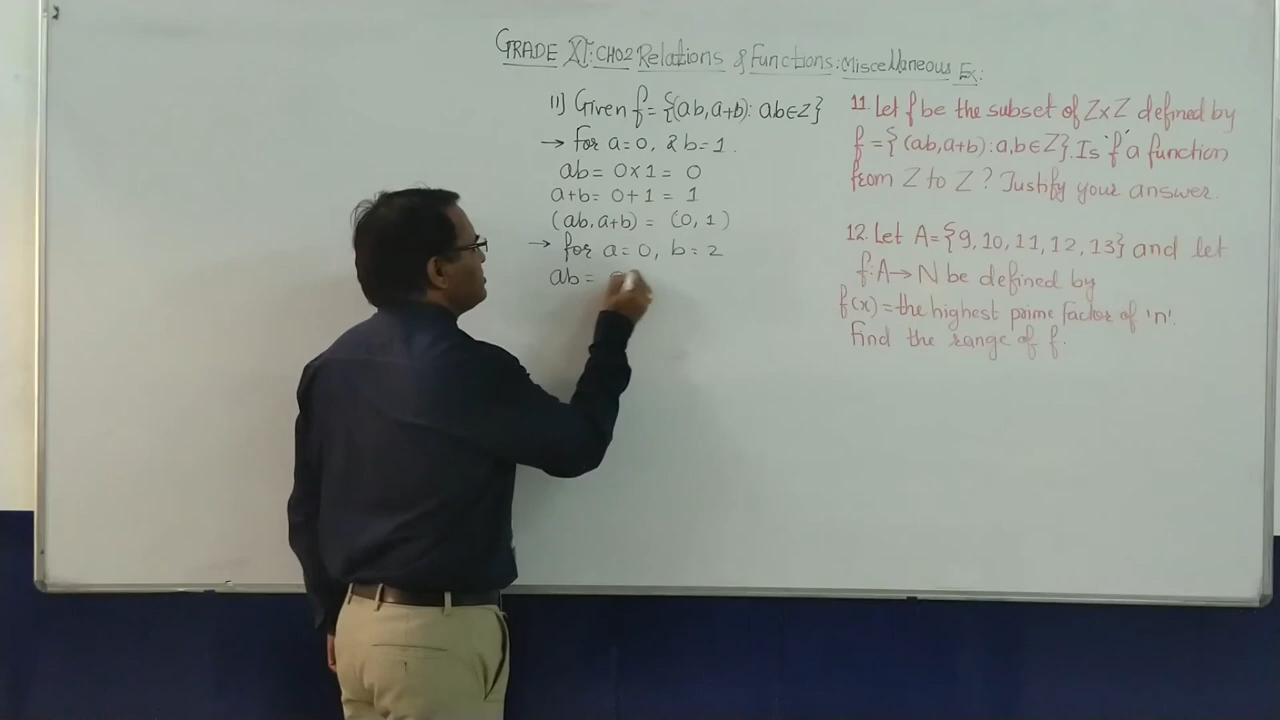 GRADE XI: CH02 Relations & Functions: Miscellaneous Ex:
11) Given f = {(ab, a+b): ab∈Z}
→ for a=0, & b=1.
ab = 0×1 = 0
a+b = 0+1 = 1
(ab, a+b) = (0, 1)
→ for a=0, b=2
ab =
11. Let f be the subset of Z×Z defined by
f = {(ab, a+b): a,b∈Z}. Is 'f' a function
from Z to Z? Justify your answer.
12. Let A={9, 10, 11, 12, 13} and let
f: A→N be defined by
f(x) = the highest prime factor of 'n'.
Find the range of f.